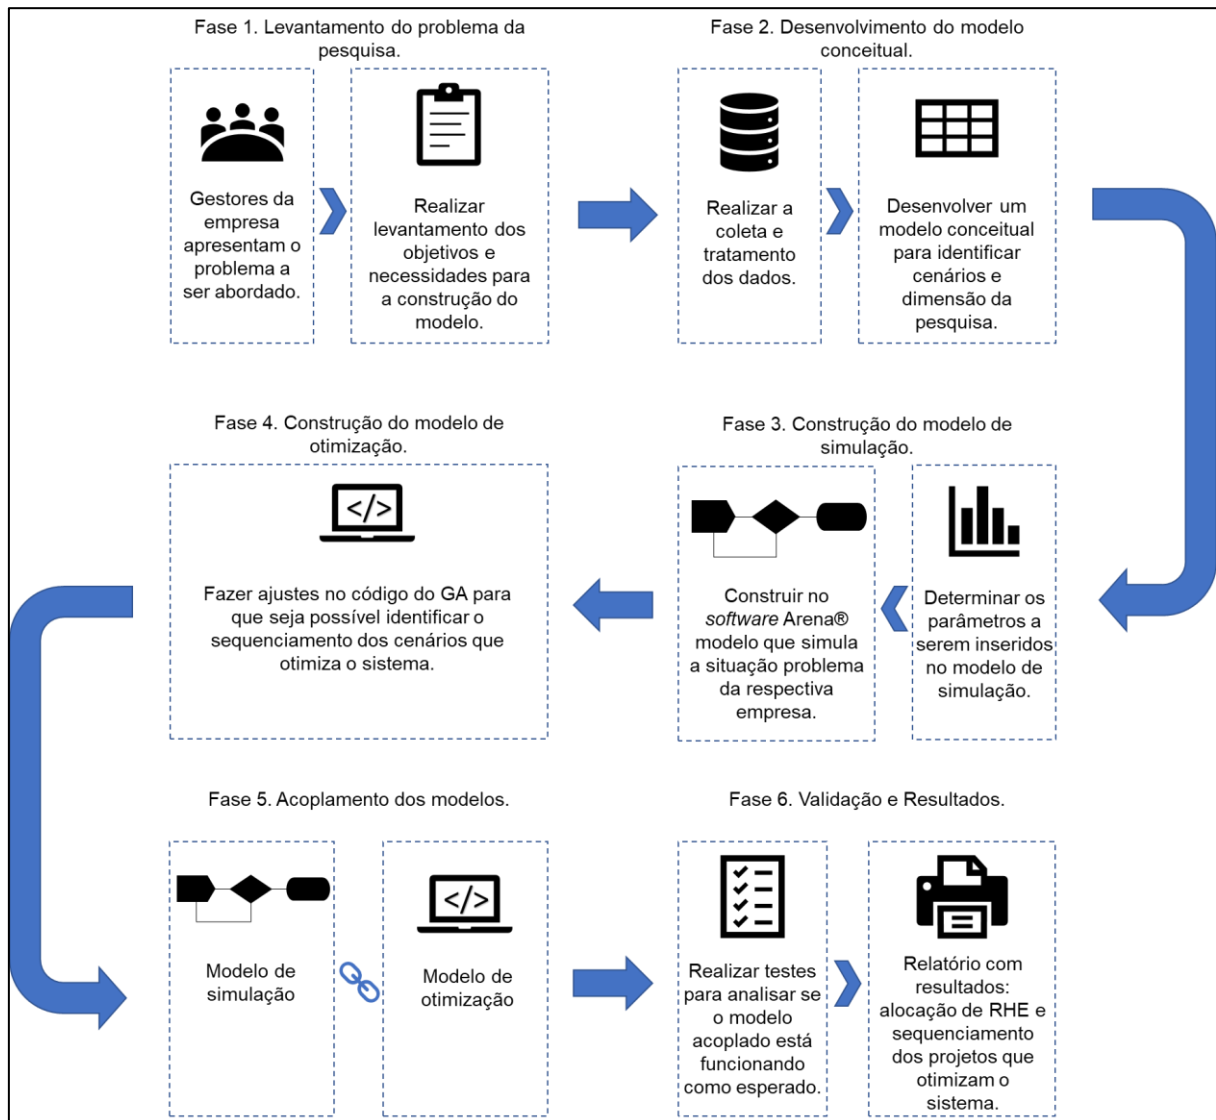 Fase 1. Levantamento do problema da
pesquisa.
Gestores da
empresa
apresentam o
problema a
ser abordado.
Realizar
levantamento dos
objetivos e
necessidades para
a construção do
modelo.
Fase 2. Desenvolvimento do modelo
conceitual.
Realizar a
coleta e
tratamento
dos dados.
Desenvolver um
modelo conceitual
para identificar
cenários e
dimensão da
pesquisa.
Fase 3. Construção do modelo de
simulação.
Determinar os
parâmetros a
serem inseridos
no modelo de
simulação.
Construir no
software Arena®
modelo que simula
a situação problema
da respectiva
empresa.
Fase 4. Construção do modelo de
otimização.
</>
Fazer ajustes no código do GA para
que seja possível identificar o
sequenciamento dos cenários que
otimiza o sistema.
Fase 5. Acoplamento dos modelos.
Modelo de
simulação
</>
Modelo de
otimização
Fase 6. Validação e Resultados.
Realizar testes
para analisar se
o modelo
acoplado está
funcionando
como esperado.
Relatório com
resultados:
alocação de RHE e
sequenciamento
dos projetos que
otimizam o
sistema.